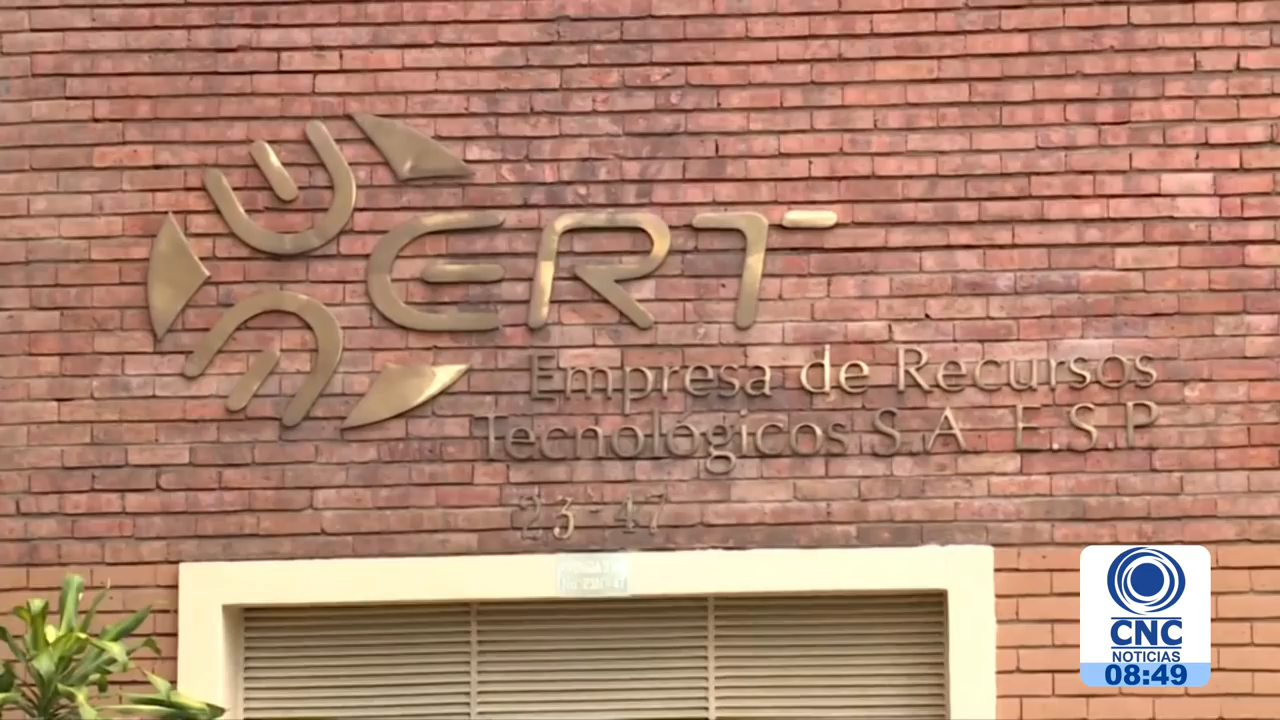 ERT
Empresa de Recursos
Tecnológicos S.A. E.S.P
23-47
CNC
NOTICIAS
08:49